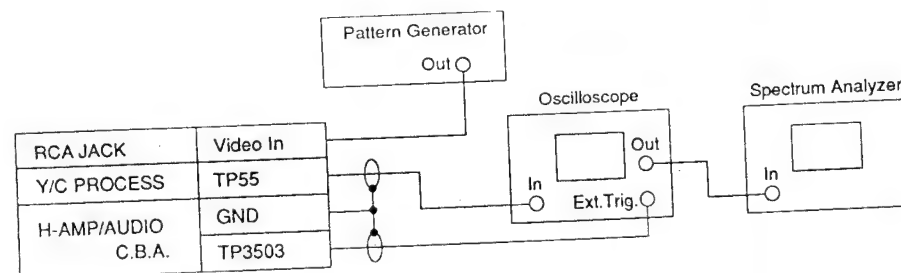 Pattern Generator
Out
Oscilloscope
Spectrum Analyzer
RCA JACK Video In
Out
Y/C PROCESS TP55
In
In
Ext.Trig.
H-AMP/AUDIO GND
C.B.A. TP3503